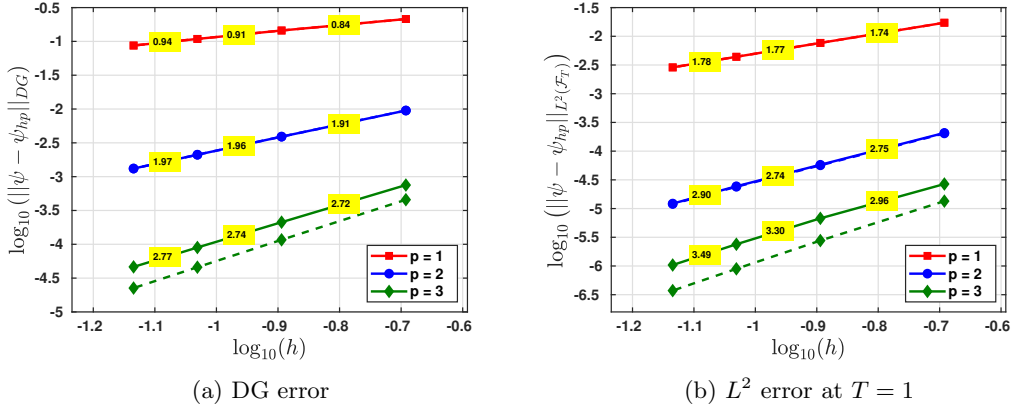 log10 (||ψ − ψhp||DG)
-0.5
-1
-1.5
-2
-2.5
-3
-3.5
-4
-4.5
-5
0.94
0.91
0.84
1.97
1.96
1.91
2.77
2.74
2.72
p = 1
p = 2
p = 3
-1.2 -1.1 -1 -0.9 -0.8 -0.7 -0.6
log10(h)
(a) DG error
log10 (||ψ − ψhp||L2(FT))
-1.5
-2
-2.5
-3
-3.5
-4
-4.5
-5
-5.5
-6
-6.5
1.78
1.77
1.74
2.90
2.74
2.75
3.49
3.30
2.96
p = 1
p = 2
p = 3
-1.2 -1.1 -1 -0.9 -0.8 -0.7 -0.6
log10(h)
(b) L2 error at T = 1